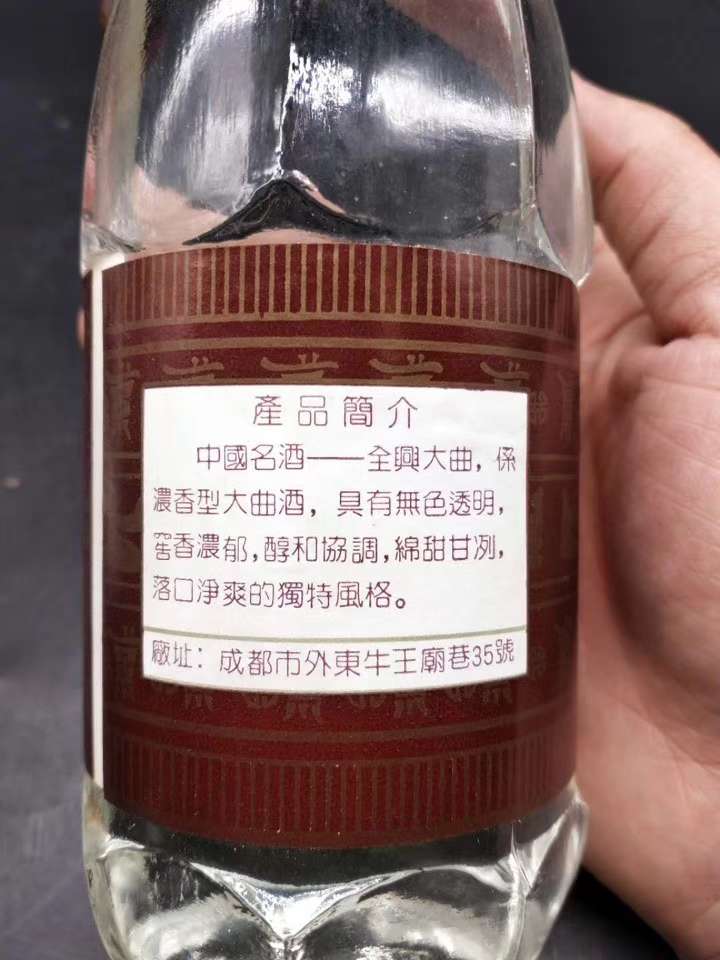 產品簡介
中國名酒——全興大曲，係
濃香型大曲酒，具有無色透明，
窖香濃郁，醇和協調，綿甜甘冽，
落口淨爽的獨特風格。
廠址：成都市外東牛王廟巷35號